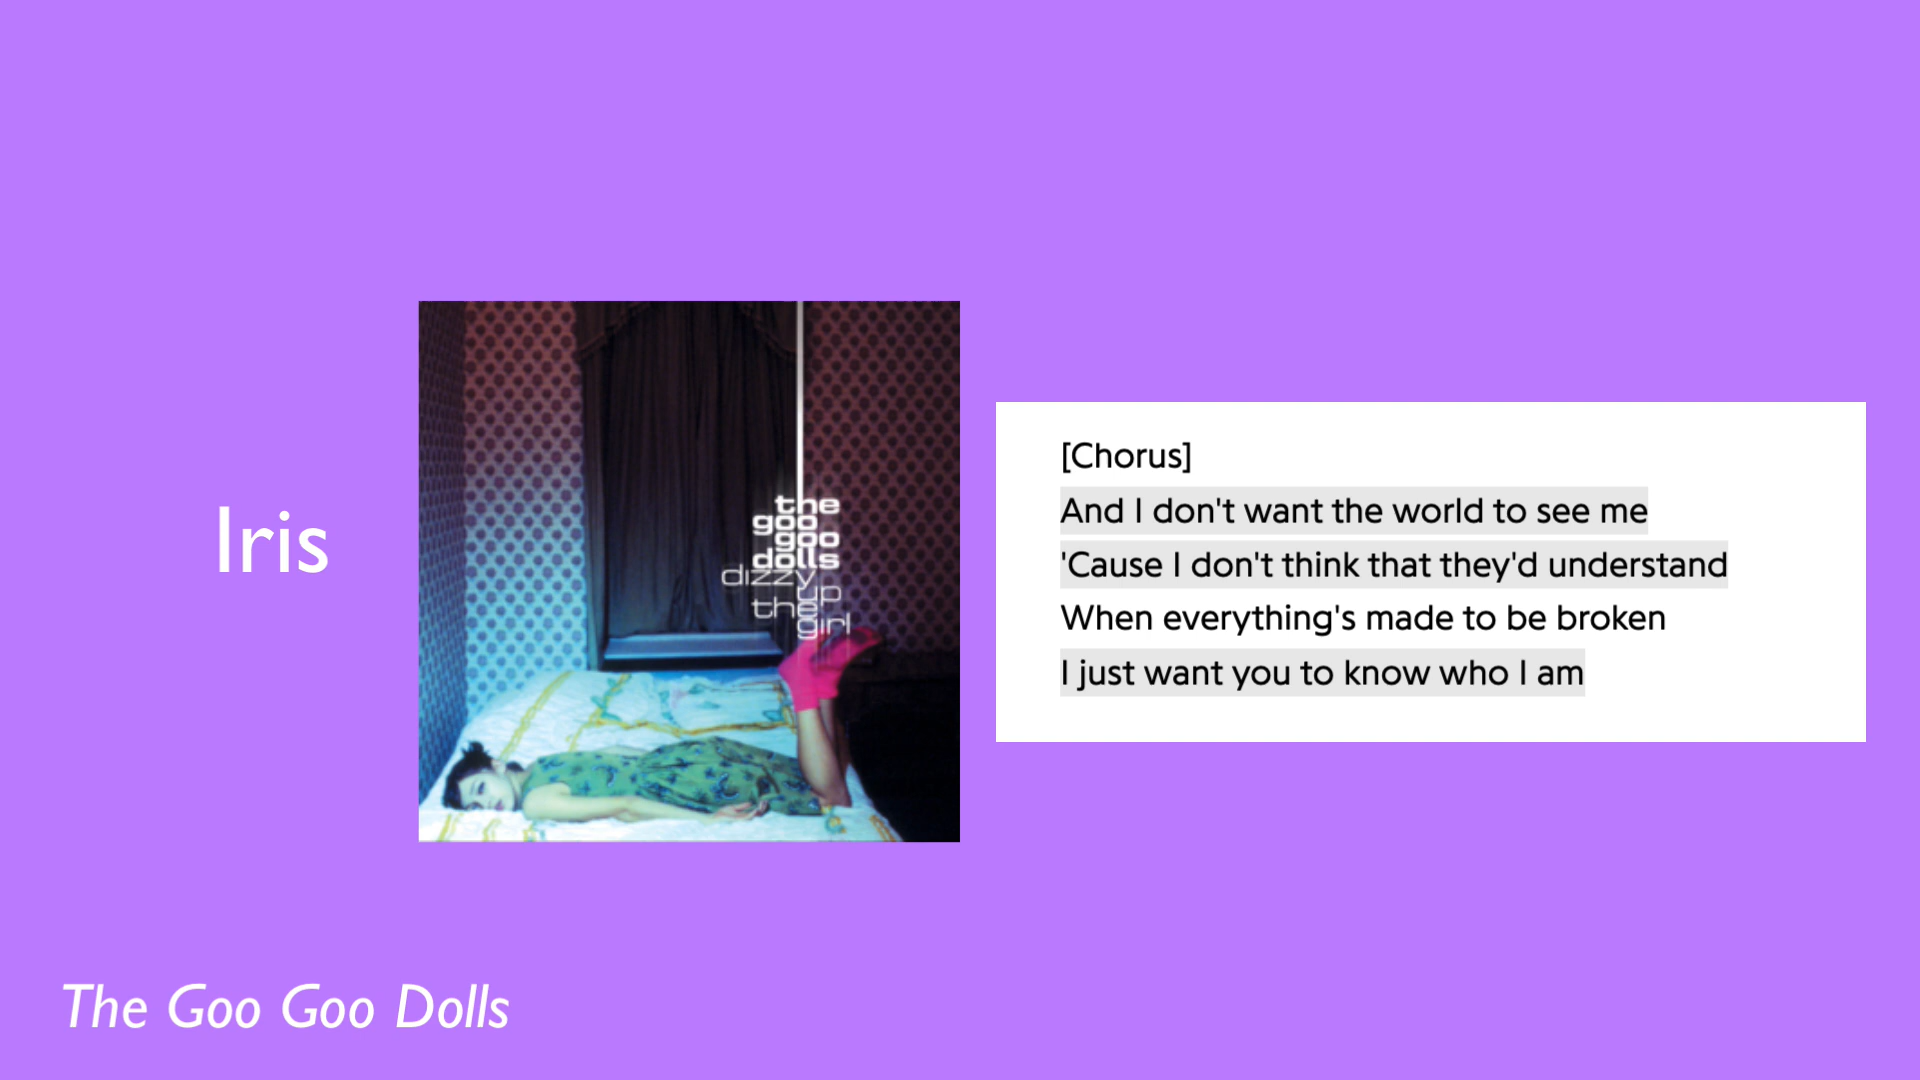 Iris
the
goo
goo
dolls
dizzy
up
the
girl
[Chorus]
And I don't want the world to see me
'Cause I don't think that they'd understand
When everything's made to be broken
I just want you to know who I am
The Goo Goo Dolls